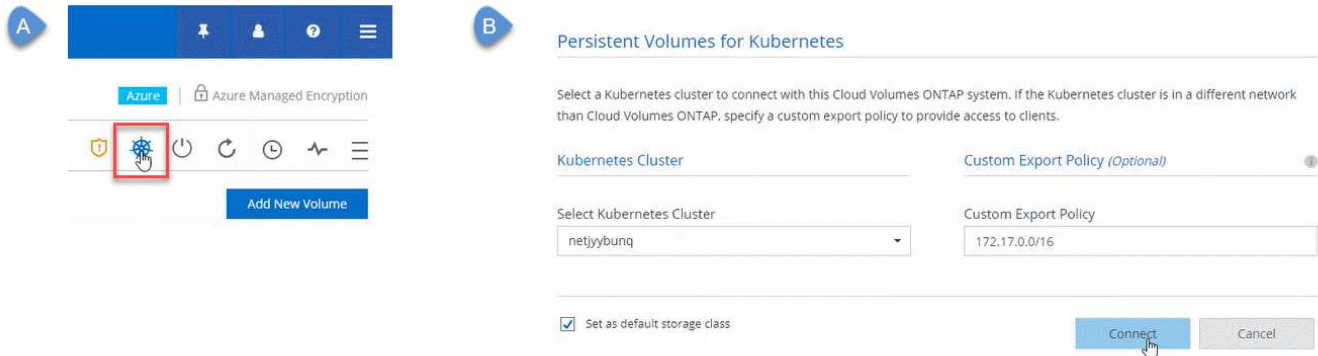 A
Azure
Azure Managed Encryption
Add New Volume
B
Persistent Volumes for Kubernetes
Select a Kubernetes cluster to connect with this Cloud Volumes ONTAP system. If the Kubernetes cluster is in a different network
than Cloud Volumes ONTAP, specify a custom export policy to provide access to clients.
Kubernetes Cluster
Custom Export Policy (Optional)
Select Kubernetes Cluster
Custom Export Policy
netjyybunq
172.17.0.0/16
Set as default storage class
Connect
Cancel